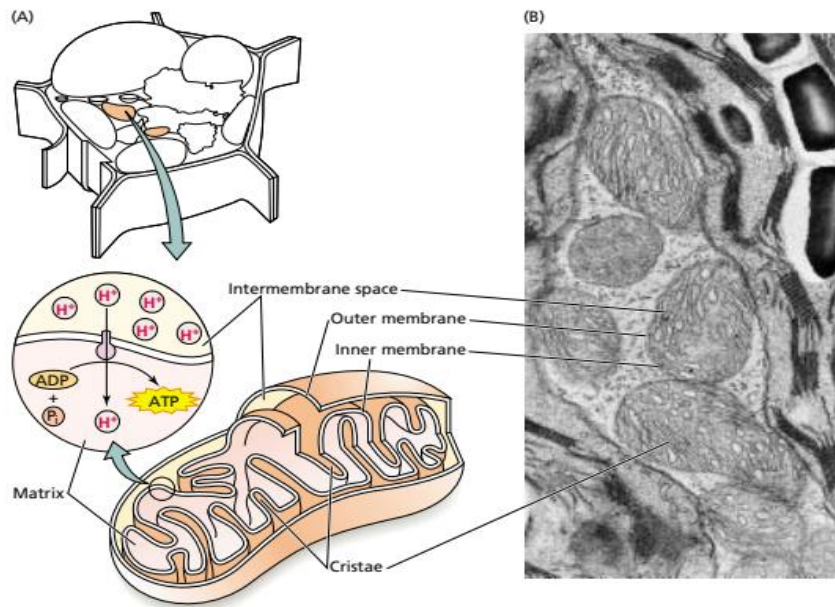 (A)
(B)
H⁺
H⁺
H⁺
H⁺
H⁺
H⁺
ADP
+
Pᵢ
ATP
H⁺
Intermembrane space
Outer membrane
Inner membrane
Matrix
Cristae